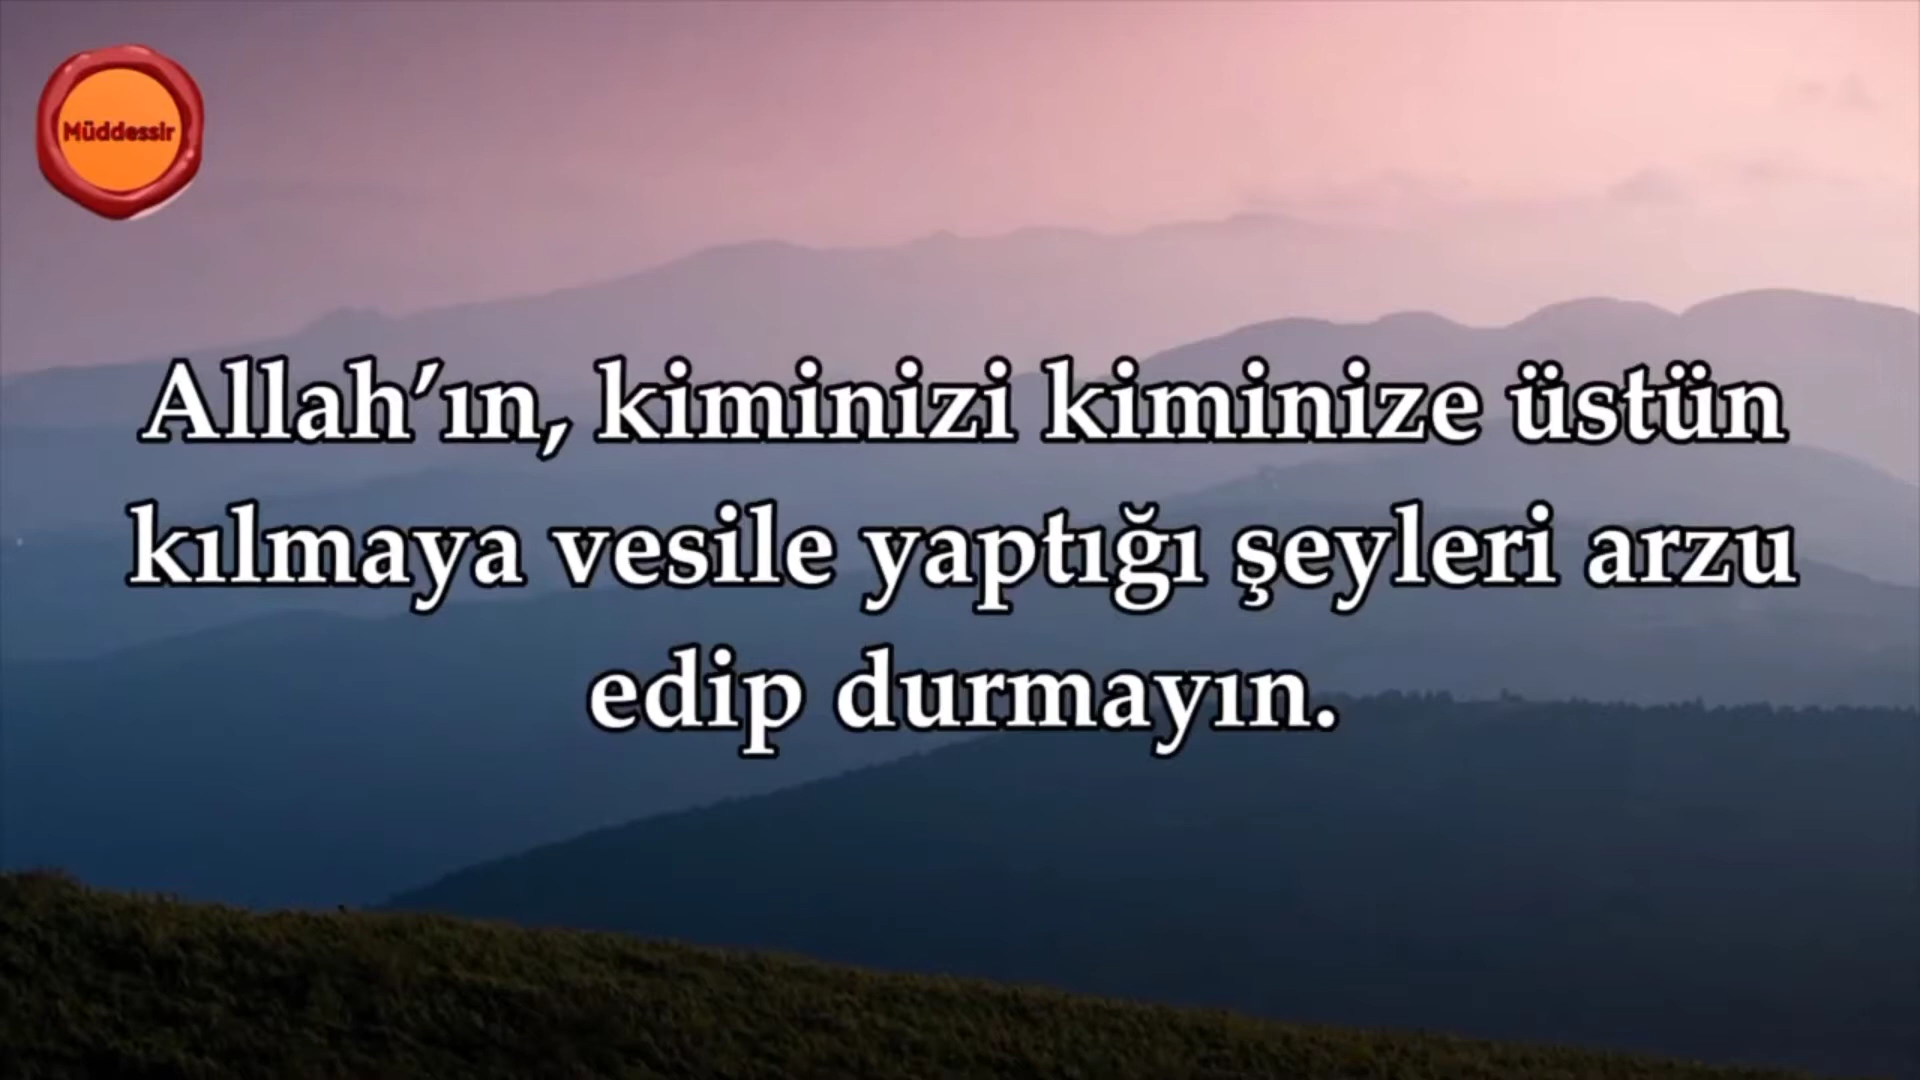 Müddessir
Allah’ın, kiminizi kiminize üstün
kılmaya vesile yaptığı şeyleri arzu
edip durmayın.